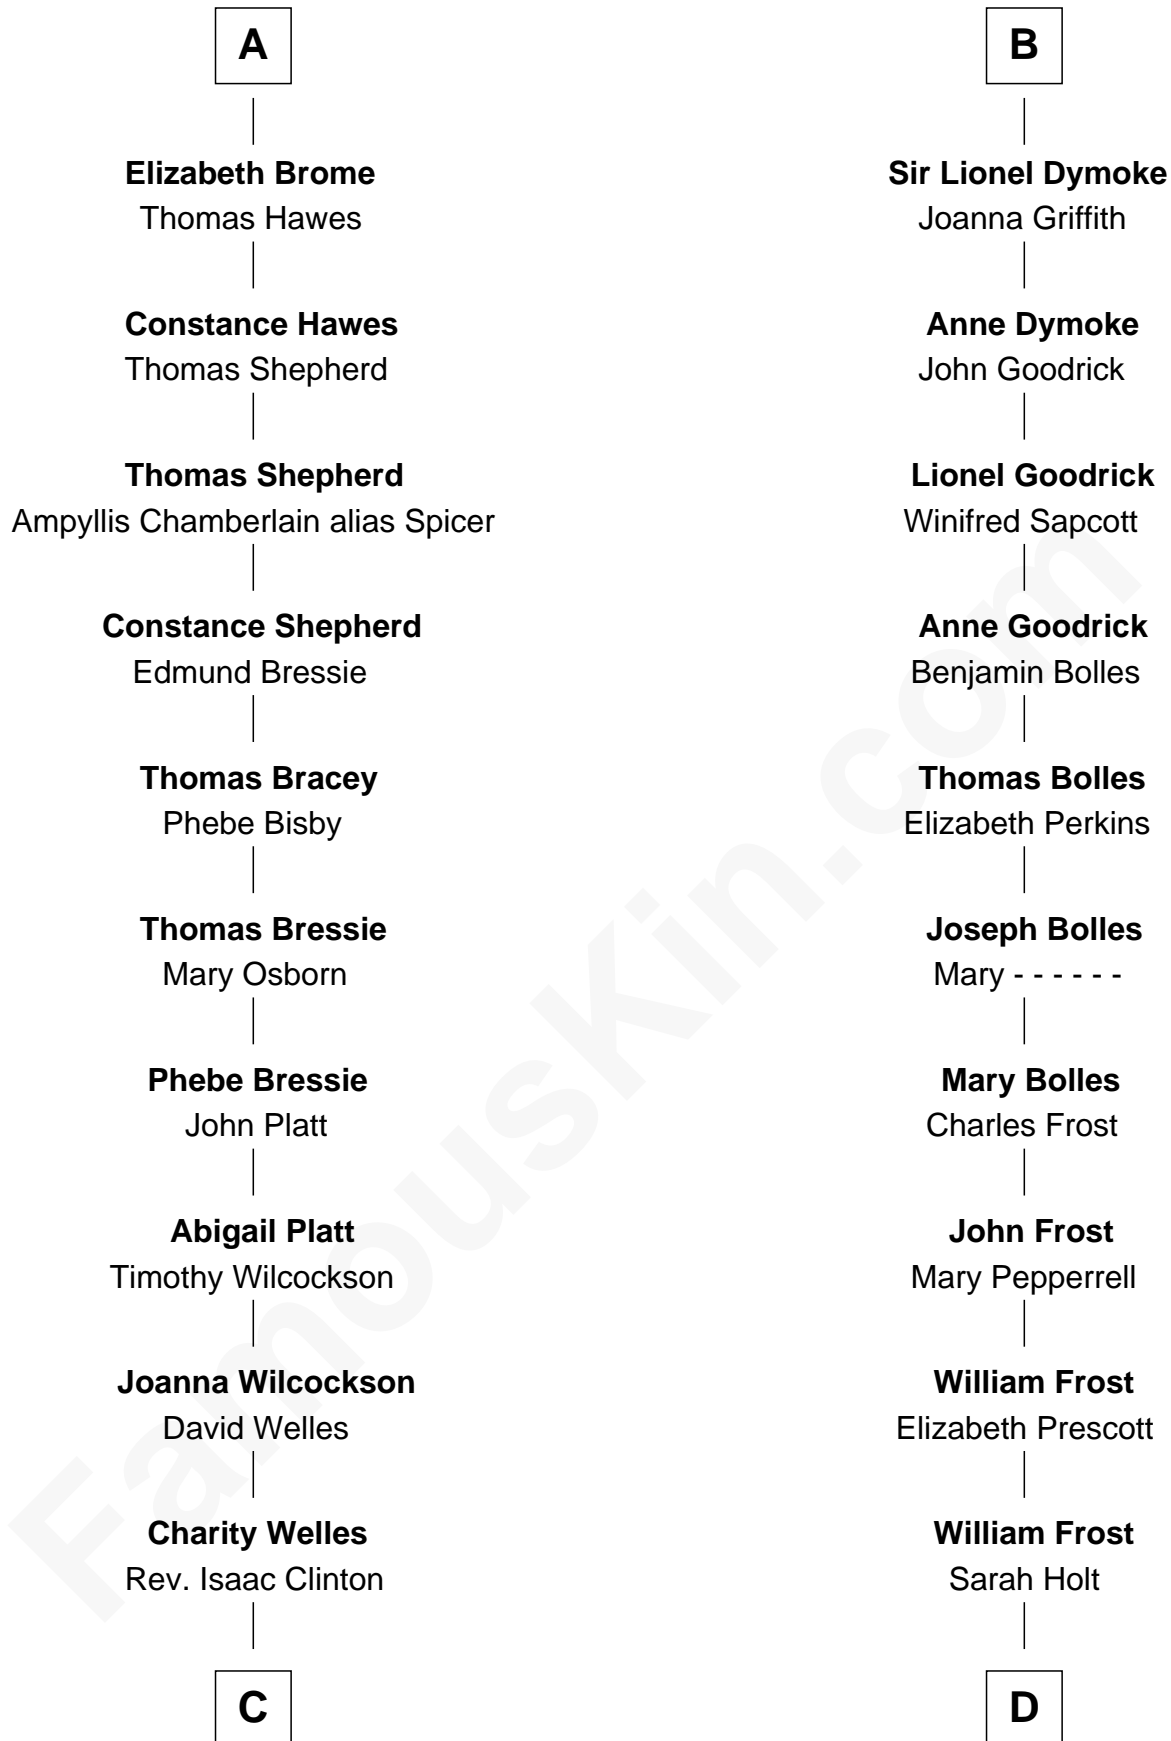 A
Elizabeth Brome
Thomas Hawes
Constance Hawes
Thomas Shepherd
Thomas Shepherd
Ampyllis Chamberlain alias Spicer
Constance Shepherd
Edmund Bressie
Thomas Bracey
Phebe Bisby
Thomas Bressie
Mary Osborn
Phebe Bressie
John Platt
Abigail Platt
Timothy Wilcockson
Joanna Wilcockson
David Welles
Charity Welles
Rev. Isaac Clinton
C
B
Sir Lionel Dymoke
Joanna Griffith
Anne Dymoke
John Goodrick
Lionel Goodrick
Winifred Sapcott
Anne Goodrick
Benjamin Bolles
Thomas Bolles
Elizabeth Perkins
Joseph Bolles
Mary - - - - - -
Mary Bolles
Charles Frost
John Frost
Mary Pepperrell
William Frost
Elizabeth Prescott
William Frost
Sarah Holt
D
FamousKin.com